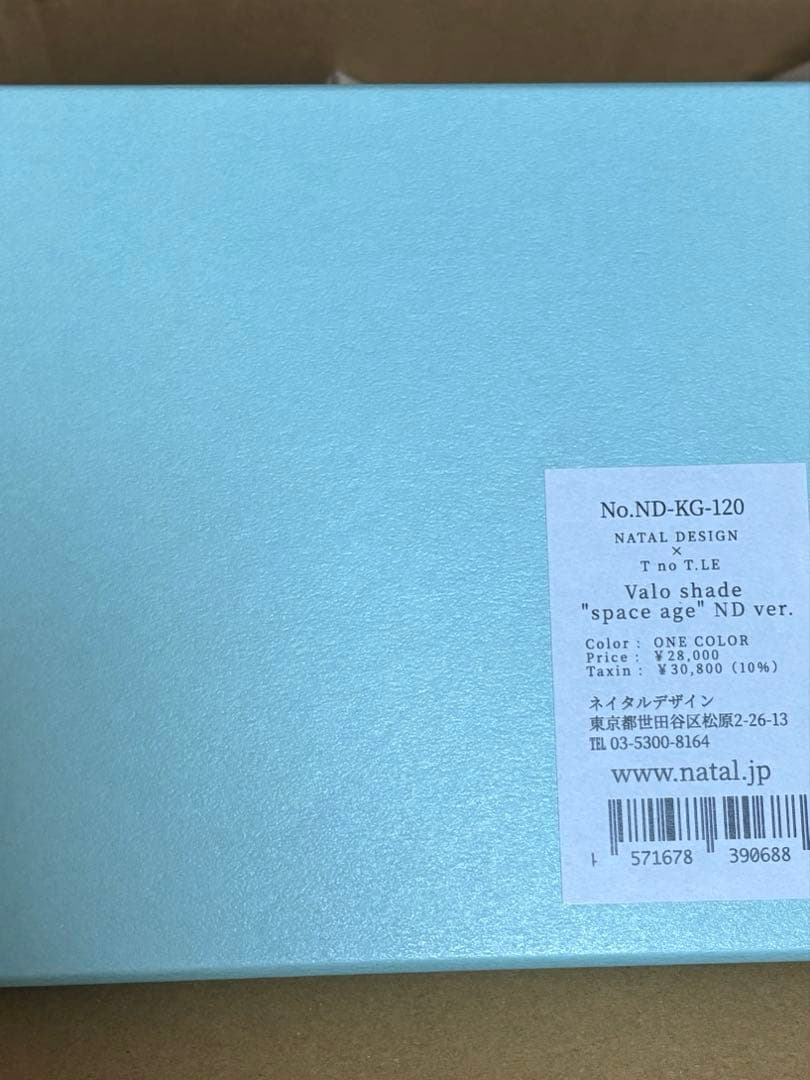 No.ND-KG-120
NATAL DESIGN
×
T no T.LE
Valo shade
"space age" ND ver.
Color : ONE COLOR
Price : ¥28,000
Taxin : ¥30,800 (10%)
ネイタルデザイン
東京都世田谷区松原2-26-13
℡ 03-5300-8164
www.natal.jp
571678 390688